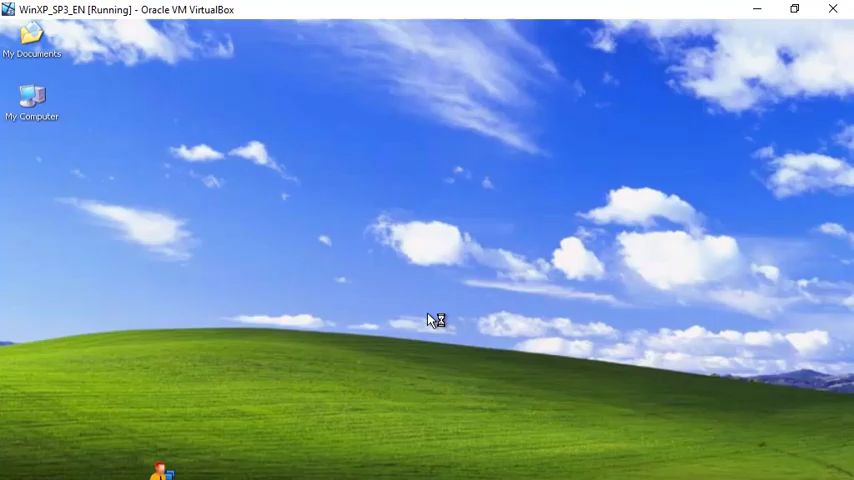 WinXP_SP3_EN [Running] - Oracle VM VirtualBox
My Documents
My Computer